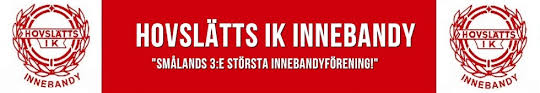 HOVSLÄTTS
IK
INNEBANDY
HOVSLÄTTS IK INNEBANDY
"SMÅLANDS 3:E STÖRSTA INNEBANDYFÖRENING!"
HOVSLÄTTS
IK
INNEBANDY